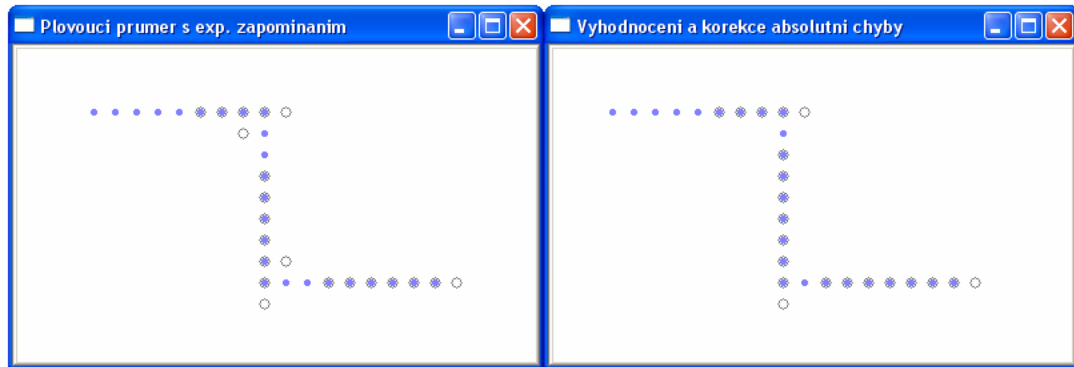 Plovouci prumer s exp. zapominanim
Vyhodnoceni a korekce absolutni chyby